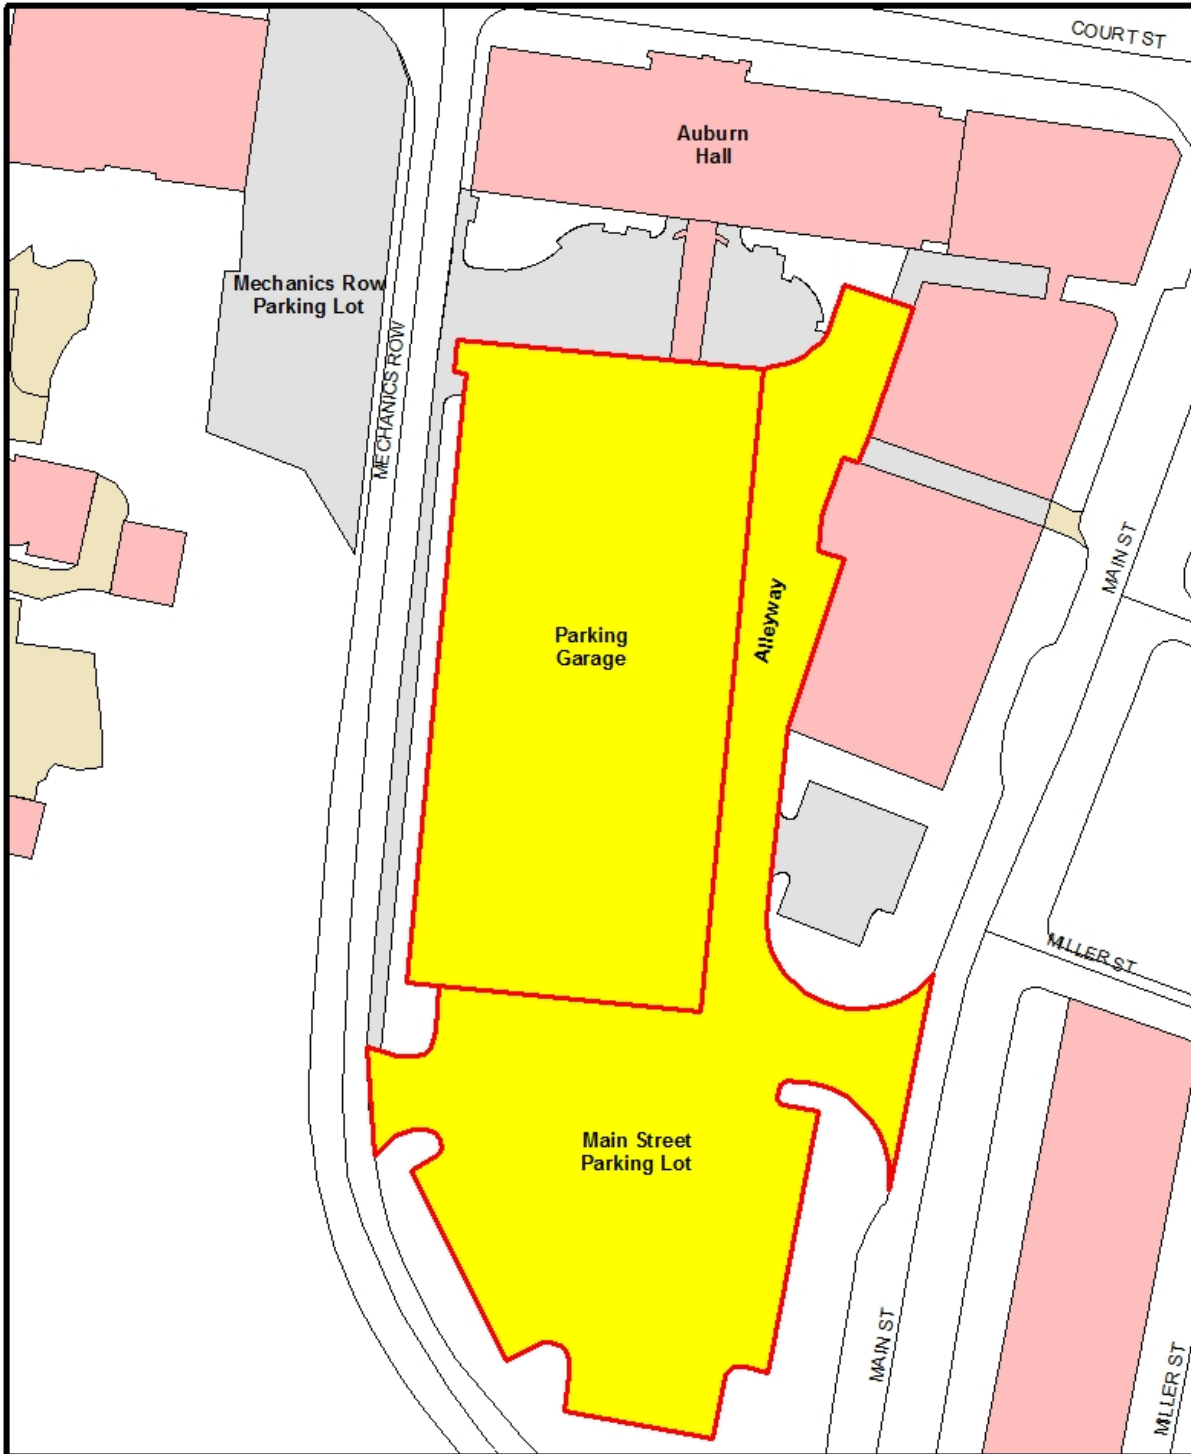 COURT ST
Auburn
Hall
Mechanics Row
Parking Lot
MECHANICS ROW
MAIN ST
Alleyway
Parking
Garage
MILLER ST
Main Street
Parking Lot
MAIN ST
MILLER ST